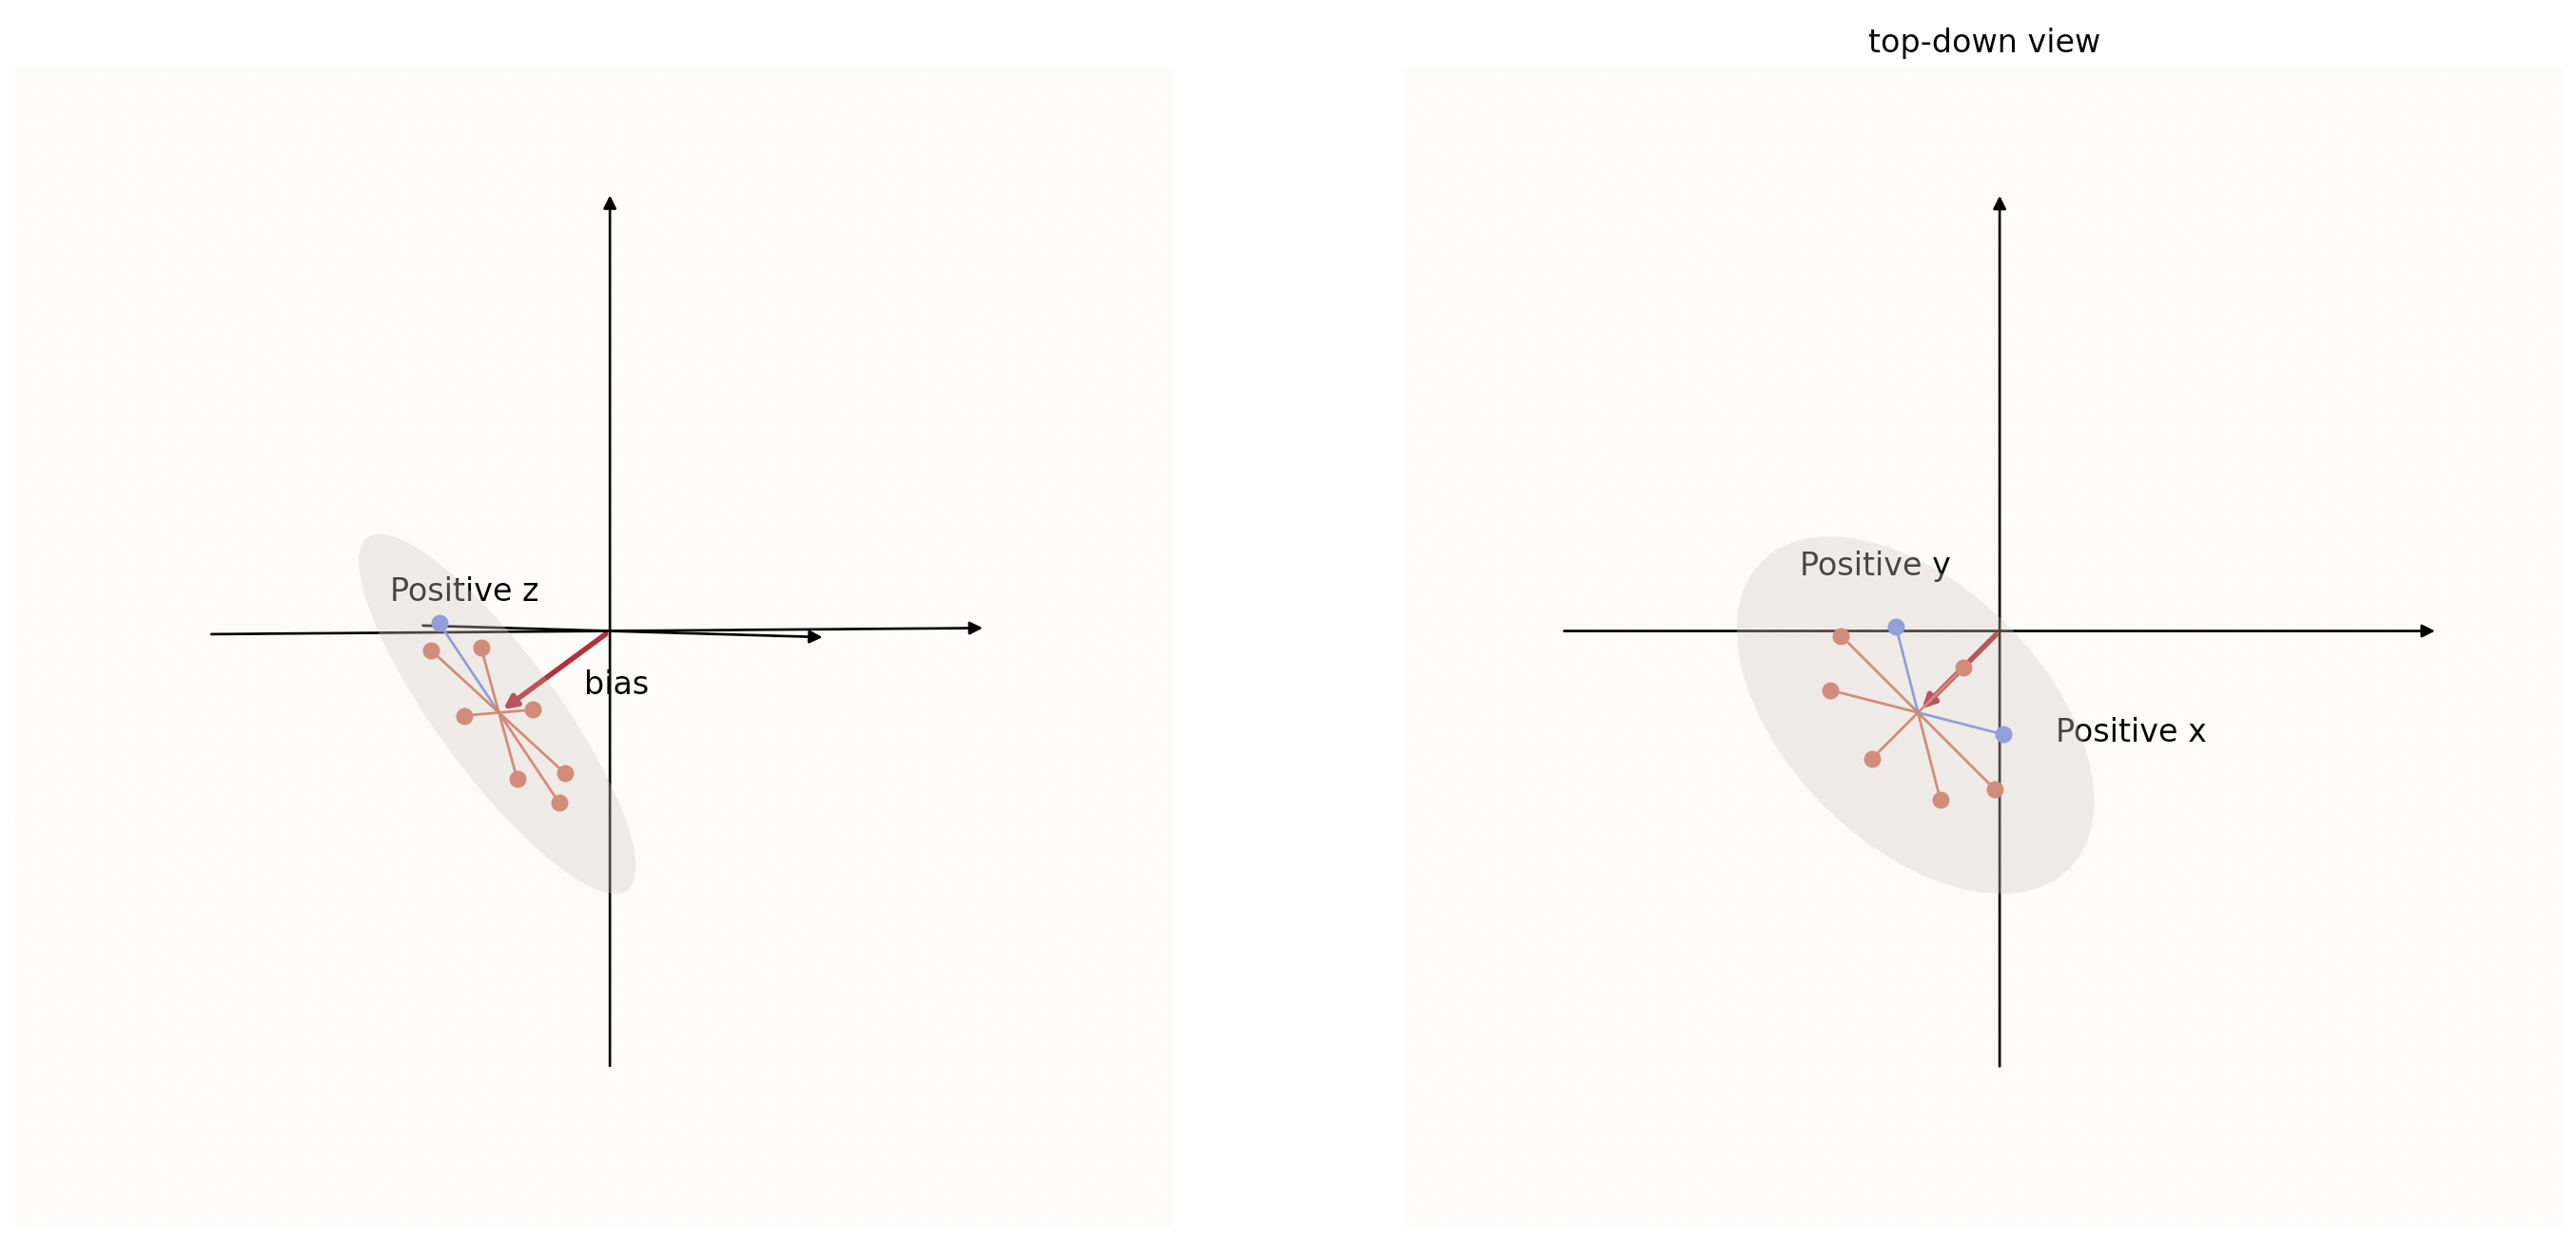 top-down view
Positive z
bias
Positive y
Positive x